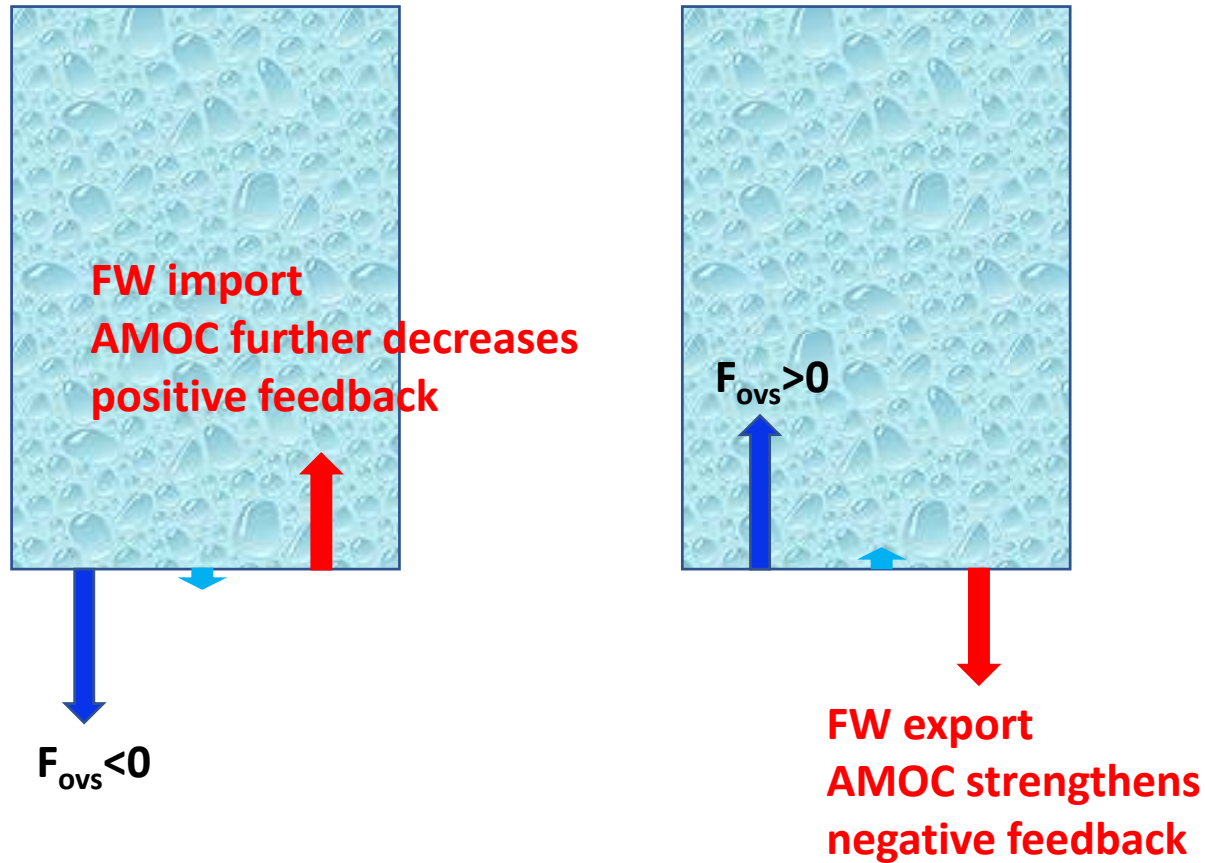 FW import
AMOC further decreases
positive feedback
Fovs<0
Fovs>0
FW export
AMOC strengthens
negative feedback